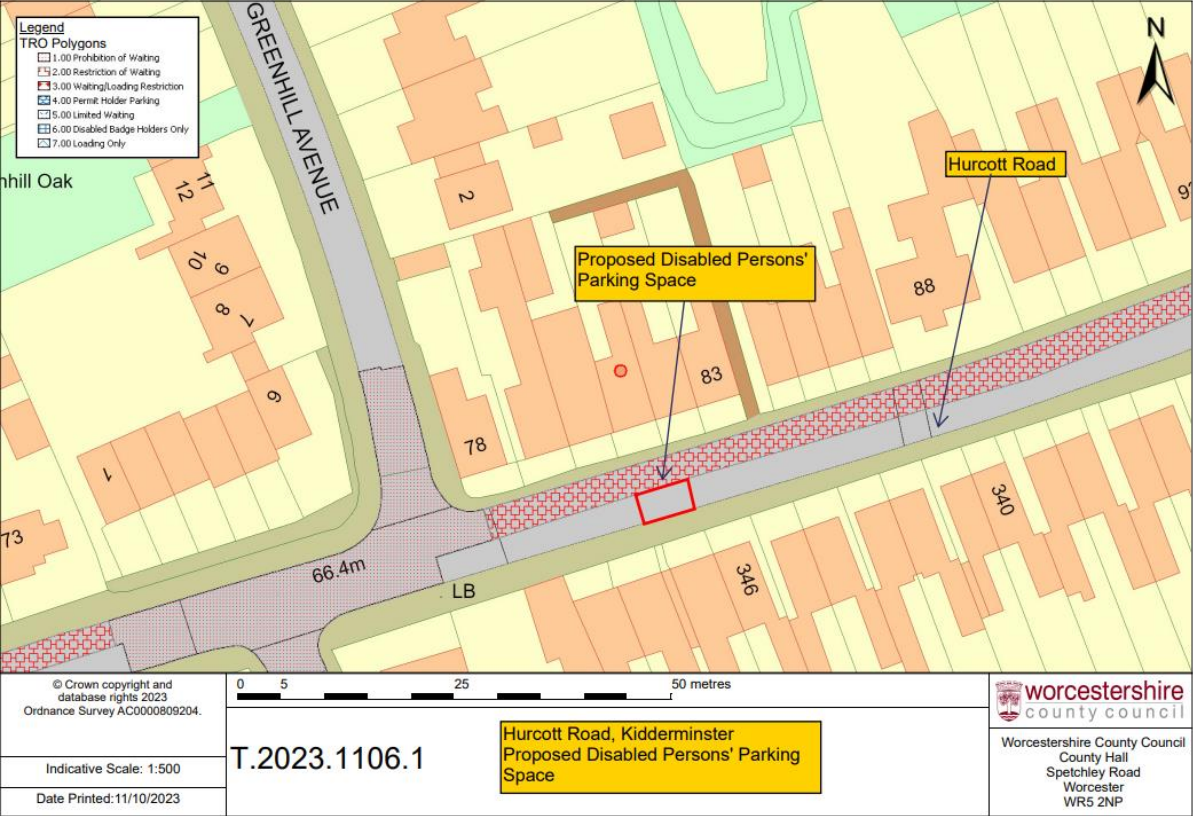 Legend
TRO Polygons
1.00 Prohibition of Waiting
2.00 Restriction of Waiting
3.00 Waiting/Loading Restriction
4.00 Permit Holder Parking
5.00 Limited Waiting
6.00 Disabled Badge Holders Only
7.00 Loading Only
GREENHILL AVENUE
N
nhill Oak
12
11
2
Hurcott Road
10
9
8
7
6
1
73
Proposed Disabled Persons'
Parking Space
88
83
78
66.4m
LB
346
340
© Crown copyright and
database rights 2023
Ordnance Survey AC0000809204.
Indicative Scale: 1:500
Date Printed:11/10/2023
0 5 25 50 metres
T.2023.1106.1
Hurcott Road, Kidderminster
Proposed Disabled Persons' Parking
Space
worcestershire
county council
Worcestershire County Council
County Hall
Spetchley Road
Worcester
WR5 2NP